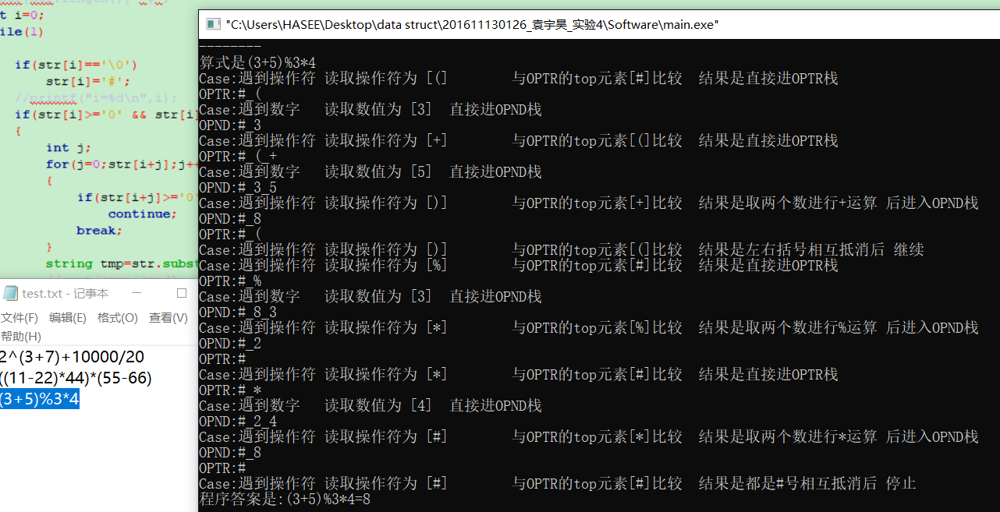 t i=0;
ile(1)
if(str[i]=='\0')
str[i]='#';
//printf("i=%d\n",i);
if(str[i]>='0' && str[i]
{
int j;
for(j=0;str[i+j];j+
{
if(str[i+j]>='0'
continue;
break;
}
string tmp=str.subst
test.txt - 记事本
文件(F) 编辑(E) 格式(O) 查看(V)
帮助(H)
2^(3+7)+10000/20
((11-22)*44)*(55-66)
(3+5)%3*4
"C:\Users\HASEE\Desktop\data struct\201611130126_袁宇昊_实验4\Software\main.exe"
--------
算式是(3+5)%3*4
Case:遇到操作符 读取操作符为 [(] 与OPTR的top元素[#]比较 结果是直接进OPTR栈
OPTR:#_(
Case:遇到数字 读取数值为 [3] 直接进OPND栈
OPND:#_3
Case:遇到操作符 读取操作符为 [+] 与OPTR的top元素[(]比较 结果是直接进OPTR栈
OPTR:#_(_+
Case:遇到数字 读取数值为 [5] 直接进OPND栈
OPND:#_3_5
Case:遇到操作符 读取操作符为 [)] 与OPTR的top元素[+]比较 结果是取两个数进行+运算 后进入OPND栈
OPND:#_8
OPTR:#_(
Case:遇到操作符 读取操作符为 [)] 与OPTR的top元素[(]比较 结果是左右括号相互抵消后 继续
Case:遇到操作符 读取操作符为 [%] 与OPTR的top元素[#]比较 结果是直接进OPTR栈
OPTR:#_%
Case:遇到数字 读取数值为 [3] 直接进OPND栈
OPND:#_8_3
Case:遇到操作符 读取操作符为 [*] 与OPTR的top元素[%]比较 结果是取两个数进行%运算 后进入OPND栈
OPND:#_2
OPTR:#
Case:遇到操作符 读取操作符为 [*] 与OPTR的top元素[#]比较 结果是直接进OPTR栈
OPTR:#_*
Case:遇到数字 读取数值为 [4] 直接进OPND栈
OPND:#_2_4
Case:遇到操作符 读取操作符为 [#] 与OPTR的top元素[*]比较 结果是取两个数进行*运算 后进入OPND栈
OPND:#_8
OPTR:#
Case:遇到操作符 读取操作符为 [#] 与OPTR的top元素[#]比较 结果是都是#号相互抵消后 停止
程序答案是:(3+5)%3*4=8